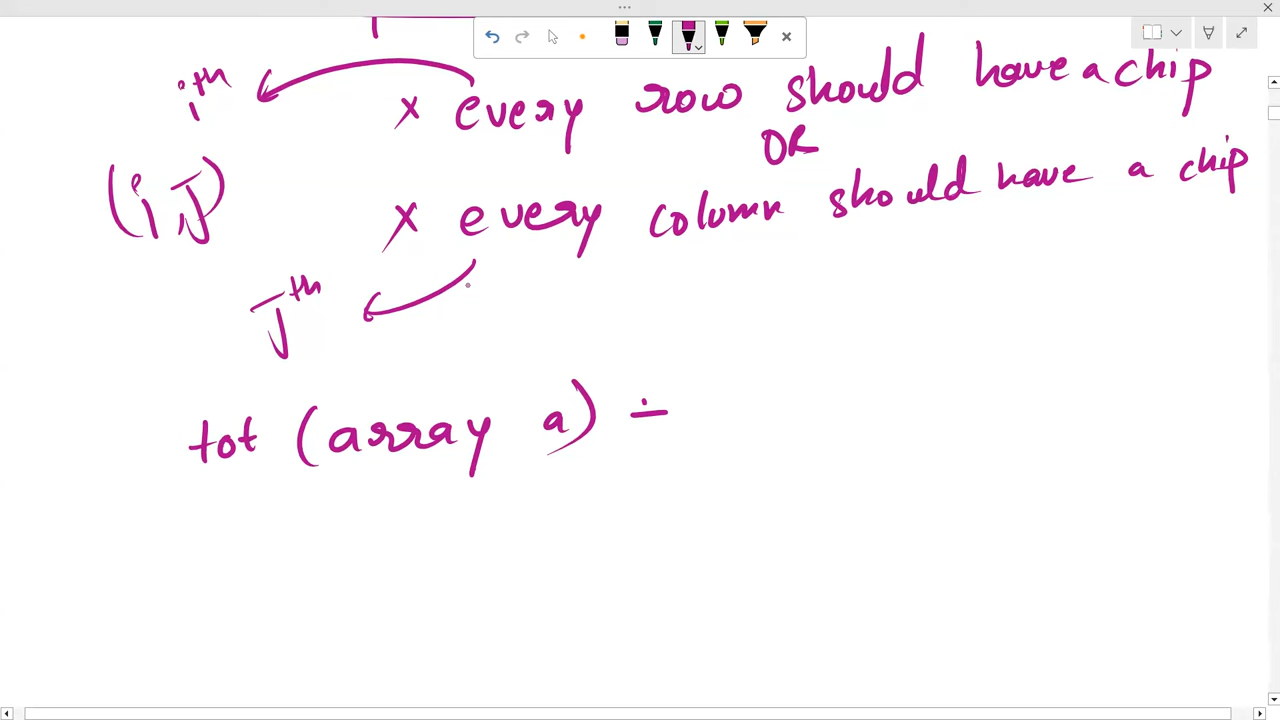 ith
x every row should have a chip
OR
(i, J)
x every column should have a chip
Jth
tot (array a) ÷